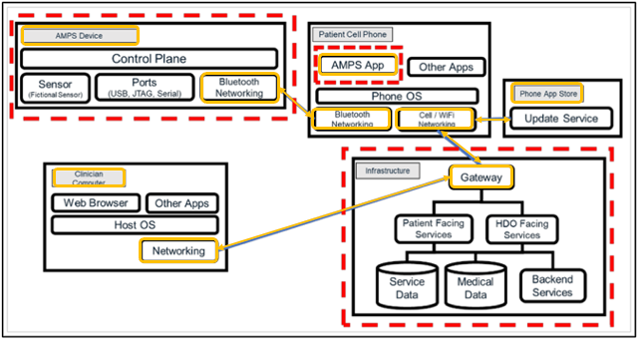 AMPS Device
Control Plane
Sensor
(Fictional Sensor)
Ports
(USB, JTAG, Serial)
Bluetooth
Networking
Patient Cell Phone
AMPS App
Other Apps
Phone OS
Bluetooth
Networking
Cell / WiFi
Networking
Phone App Store
Update Service
Clinician
Computer
Web Browser
Other Apps
Host OS
Networking
Infrastructure
Gateway
Patient Facing
Services
HDO Facing
Services
Service
Data
Medical
Data
Backend
Services